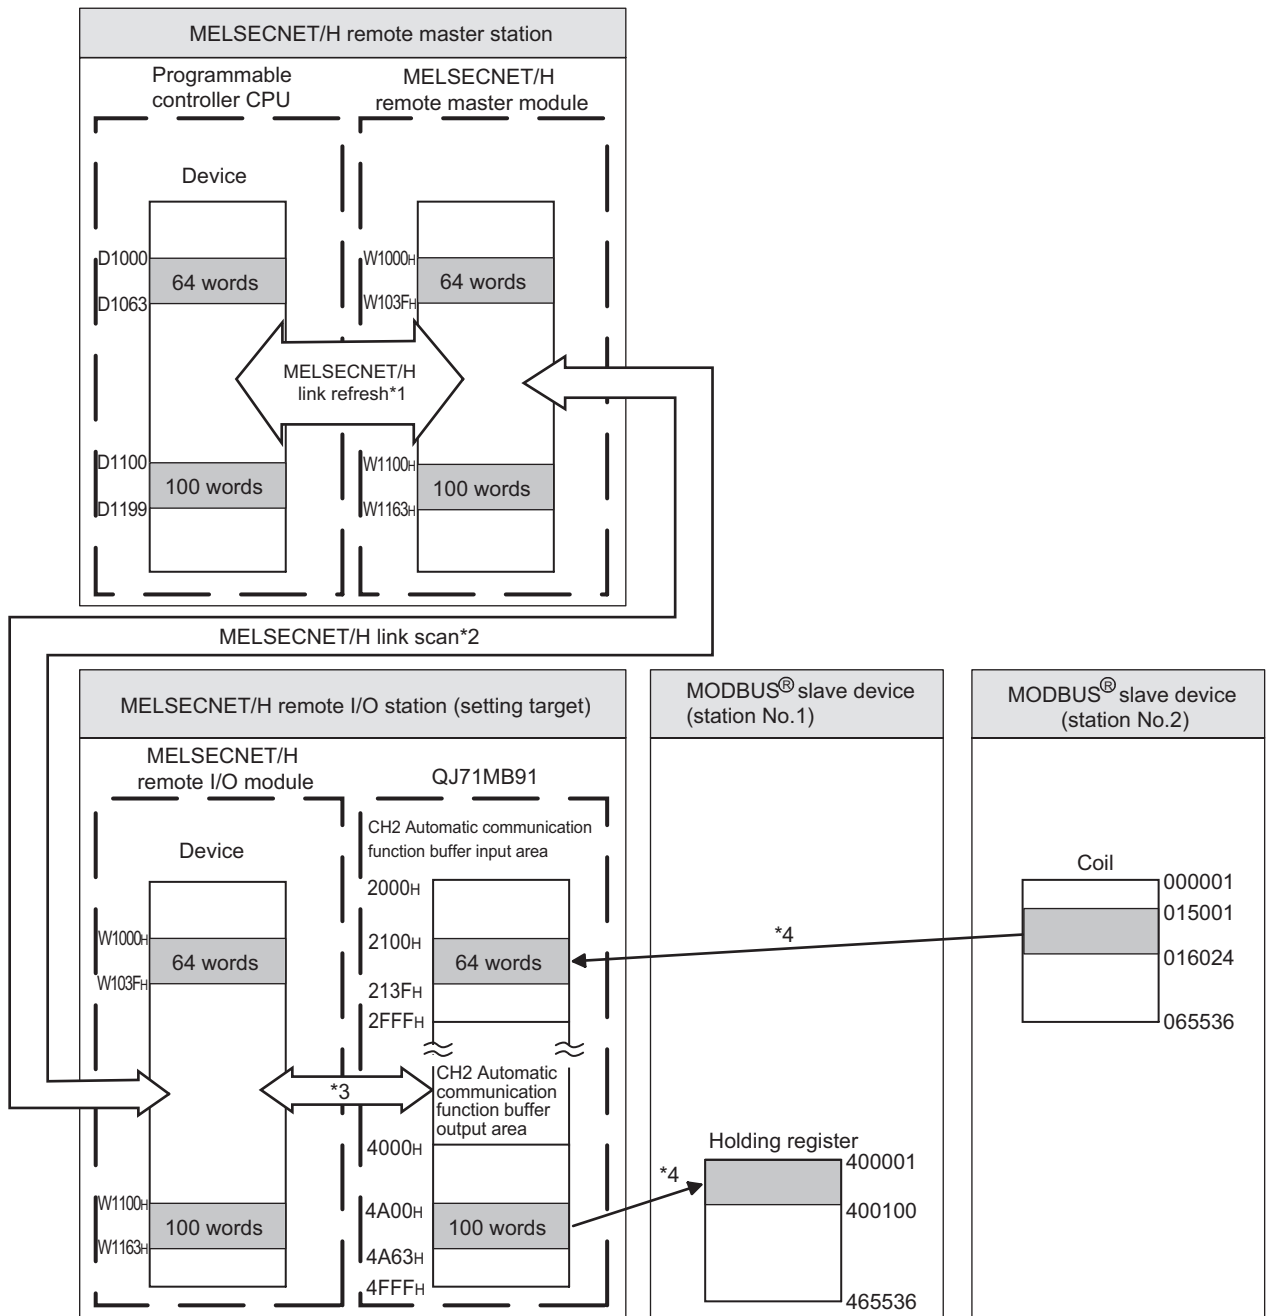 MELSECNET/H remote master station
Programmable
controller CPU
MELSECNET/H
remote master module
Device
D1000
64 words
D1063
W1000H
64 words
W103FH
MELSECNET/H
link refresh*1
D1100
100 words
D1199
W1100H
100 words
W1163H
MELSECNET/H link scan*2
MELSECNET/H remote I/O station (setting target)
MELSECNET/H
remote I/O module
QJ71MB91
Device
CH2 Automatic communication
function buffer input area
2000H
W1000H
64 words
W103FH
2100H
64 words
213FH
2FFFH
*3
CH2 Automatic
communication
function buffer
output area
4000H
W1100H
100 words
W1163H
4A00H
100 words
4A63H
4FFFH
MODBUS® slave device
(station No.1)
*4
*4
Holding register
400001
400100
465536
MODBUS® slave device
(station No.2)
Coil
000001
015001
016024
065536